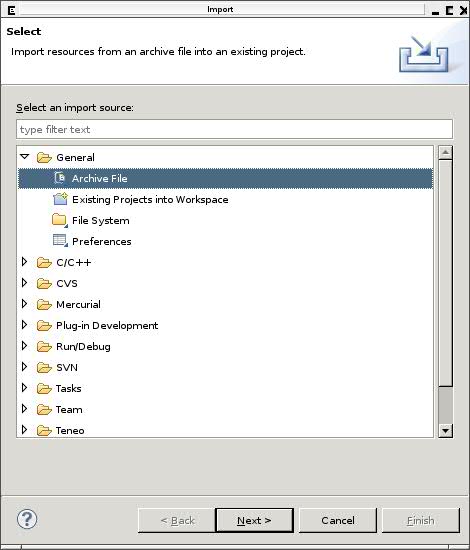 Import
Select
Import resources from an archive file into an existing project.
Select an import source:
type filter text
General
Archive File
Existing Projects into Workspace
File System
Preferences
C/C++
CVS
Mercurial
Plug-in Development
Run/Debug
SVN
Tasks
Team
Teneo
< Back
Next >
Cancel
Finish